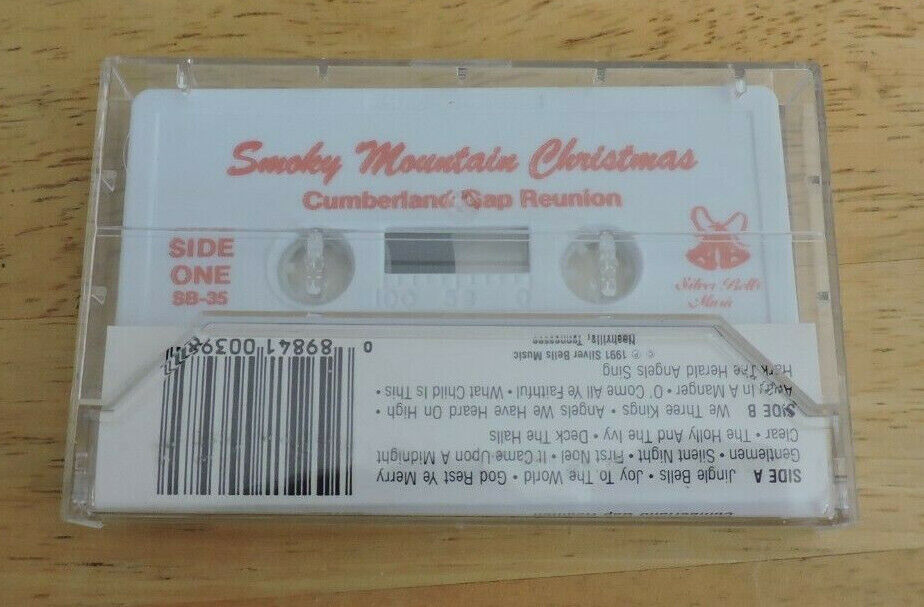 Smoky Mountain Christmas
Cumberland Gap Reunion
SIDE
ONE
SB-35
Silver Bells
Music
100 50 0
SIDE A Jingle Bells • Joy To The World • God Rest Ye Merry
Gentlemen • Silent Night • First Noel • It Came Upon A Midnight
Clear • The Holly And The Ivy • Deck The Halls
SIDE B We Three Kings • Angels We Have Heard On High •
Away In A Manger • O' Come All Ye Faithful • What Child Is This •
Hark The Herald Angels Sing
© ℗ 1991 Silver Bells Music
Nashville, Tennessee
0 89841 00398